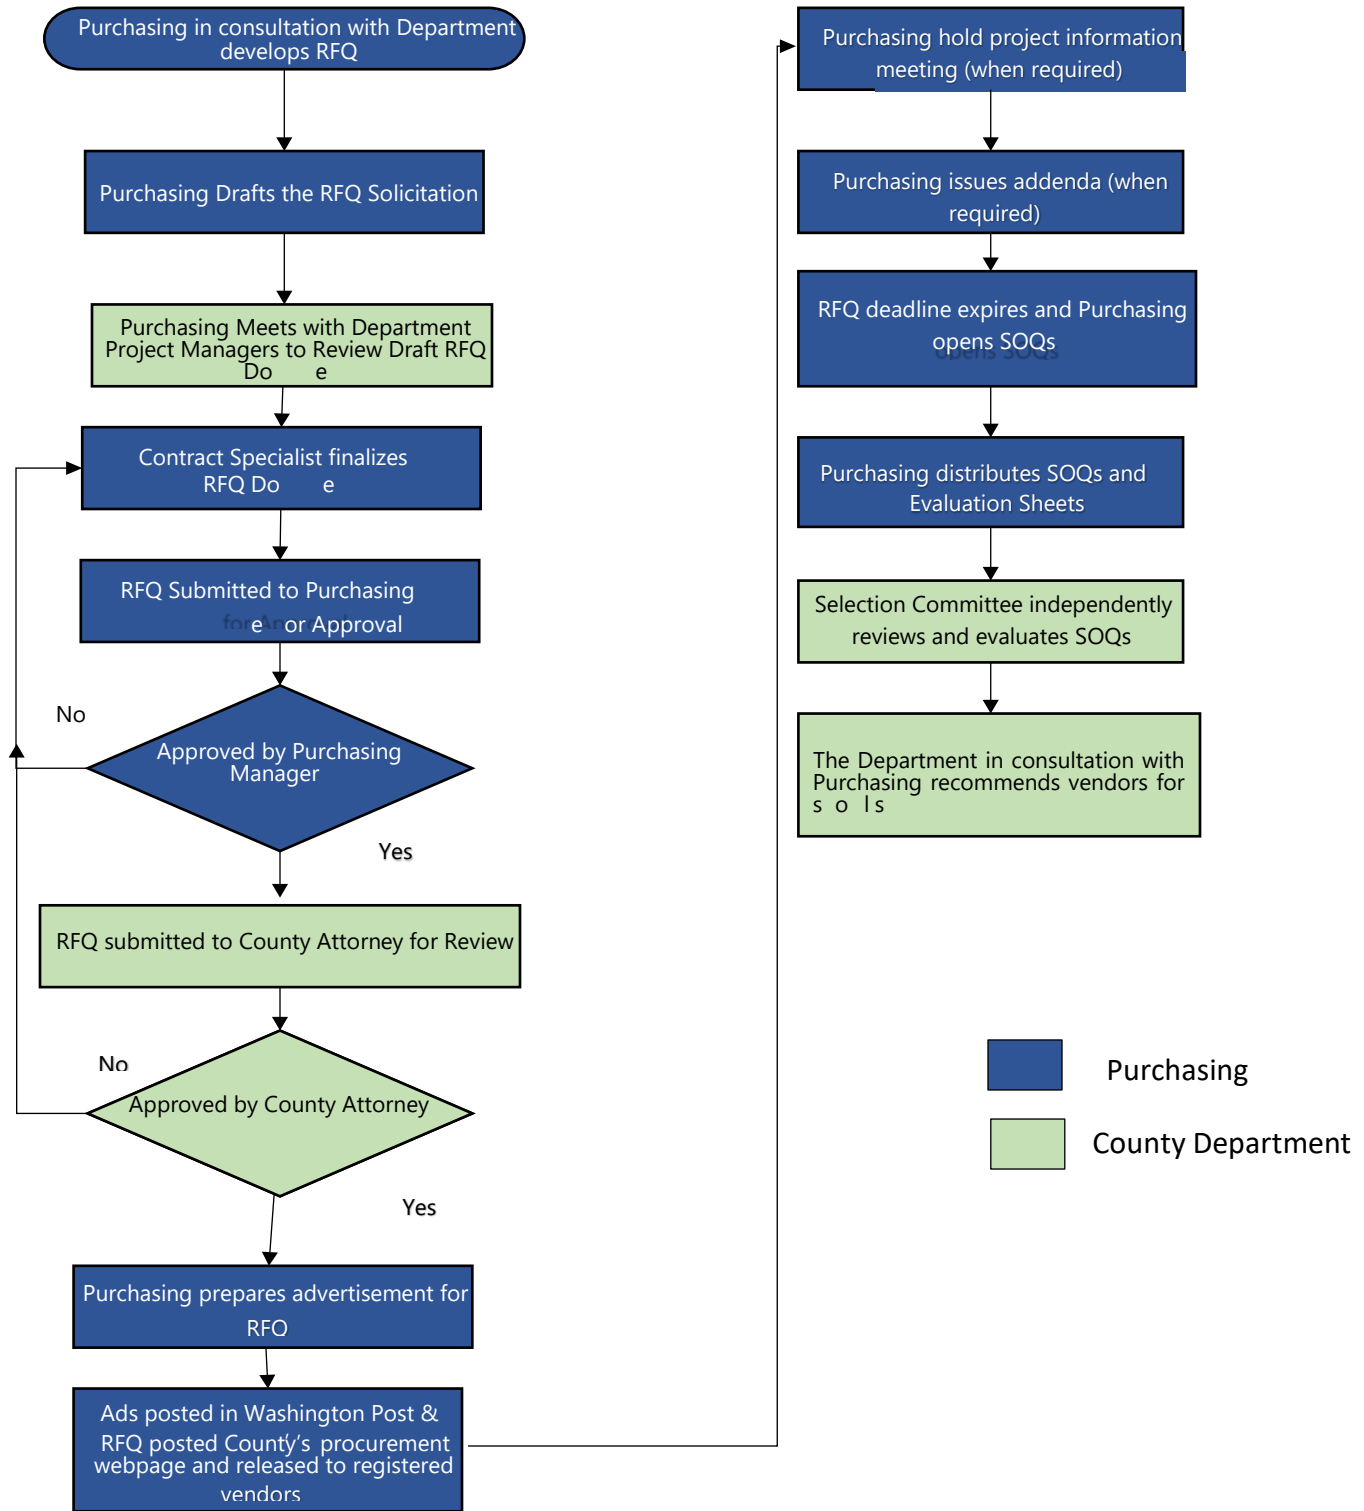 Purchasing in consultation with Department
develops RFQ
Purchasing Drafts the RFQ Solicitation
Purchasing Meets with Department
Project Managers to Review Draft RFQ
Do e
Contract Specialist finalizes
RFQ Do e
RFQ Submitted to Purchasing
e or Approval
No
Approved by Purchasing
Manager
Yes
RFQ submitted to County Attorney for Review
No
Approved by County Attorney
Yes
Purchasing prepares advertisement for
RFQ
Ads posted in Washington Post &
RFQ posted County's procurement
webpage and released to registered
vendors
Purchasing hold project information
meeting (when required)
Purchasing issues addenda (when
required)
RFQ deadline expires and Purchasing
opens SOQs
Purchasing distributes SOQs and
Evaluation Sheets
Selection Committee independently
reviews and evaluates SOQs
The Department in consultation with
Purchasing recommends vendors for
s o l s
Purchasing
County Department